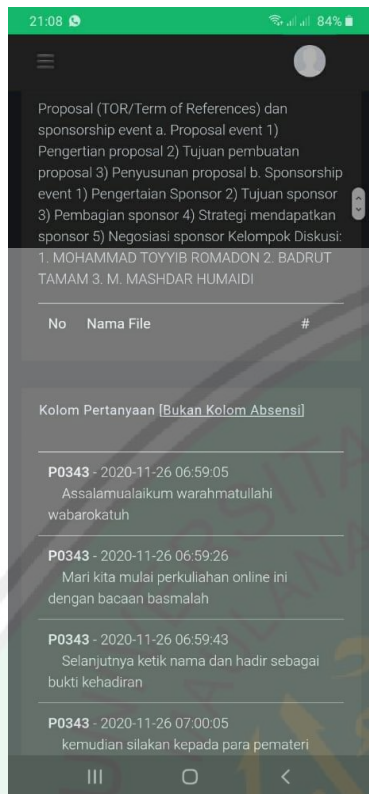 21:08 84%
Proposal (TOR/Term of References) dan
sponsorship event a. Proposal event 1)
Pengertian proposal 2) Tujuan pembuatan
proposal 3) Penyusunan proposal b. Sponsorship
event 1) Pengertaian Sponsor 2) Tujuan sponsor
3) Pembagian sponsor 4) Strategi mendapatkan
sponsor 5) Negosiasi sponsor Kelompok Diskusi:
1. MOHAMMAD TOYYIB ROMADON 2. BADRUT
TAMAM 3. M. MASHDAR HUMAIDI
No Nama File #
Kolom Pertanyaan [Bukan Kolom Absensi]
P0343 - 2020-11-26 06:59:05
Assalamualaikum warahmatullahi
wabarokatuh
P0343 - 2020-11-26 06:59:26
Mari kita mulai perkuliahan online ini
dengan bacaan basmalah
P0343 - 2020-11-26 06:59:43
Selanjutnya ketik nama dan hadir sebagai
bukti kehadiran
P0343 - 2020-11-26 07:00:05
kemudian silakan kepada para pemateri